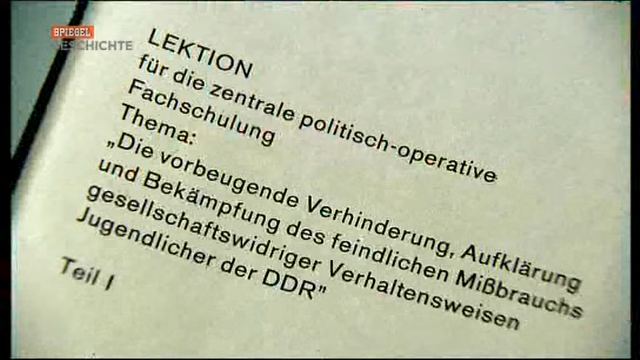 SPIEGEL
GESCHICHTE
LEKTION
für die zentrale politisch-operative
Fachschulung
Thema:
„Die vorbeugende Verhinderung, Aufklärung
und Bekämpfung des feindlichen Mißbrauchs
gesellschaftswidriger Verhaltensweisen
Jugendlicher der DDR"
Teil I